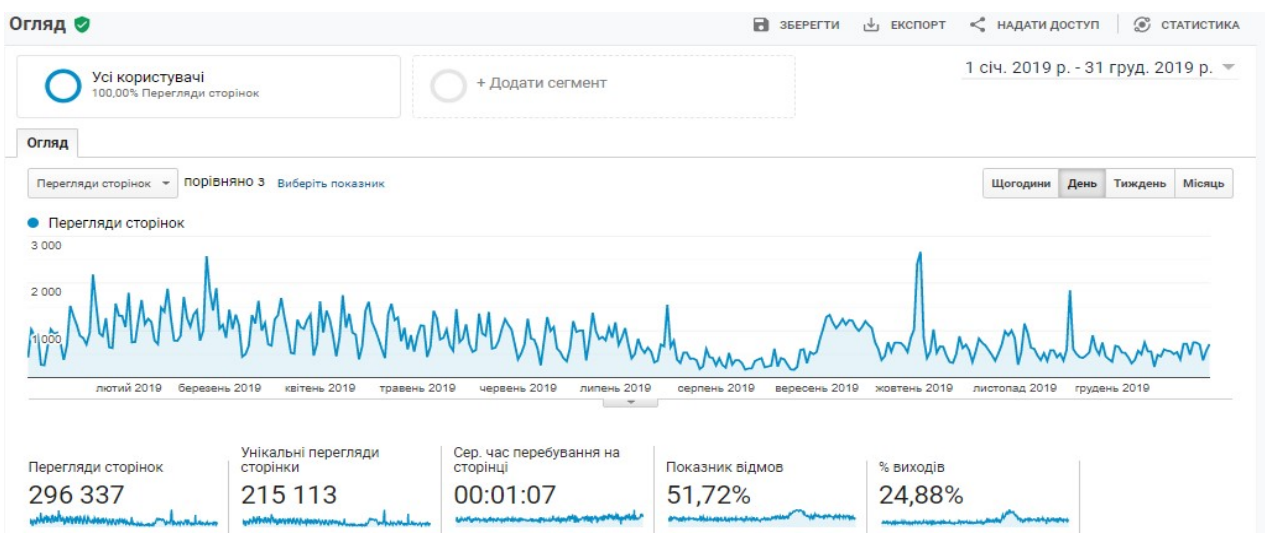 Огляд
ЗБЕРЕГТИ ЕКСПОРТ НАДАТИ ДОСТУП СТАТИСТИКА
Усі користувачі
100,00% Перегляди сторінок
+ Додати сегмент
1 січ. 2019 р. - 31 груд. 2019 р.
Огляд
Перегляди сторінок порівняно з Виберіть показник
Щогодини День Тиждень Місяць
Перегляди сторінок
3 000
2 000
1 000
лютий 2019 березень 2019 квітень 2019 травень 2019 червень 2019 липень 2019 серпень 2019 вересень 2019 жовтень 2019 листопад 2019 грудень 2019
Перегляди сторінок
296 337
Унікальні перегляди
сторінки
215 113
Сер. час перебування на
сторінці
00:01:07
Показник відмов
51,72%
% виходів
24,88%